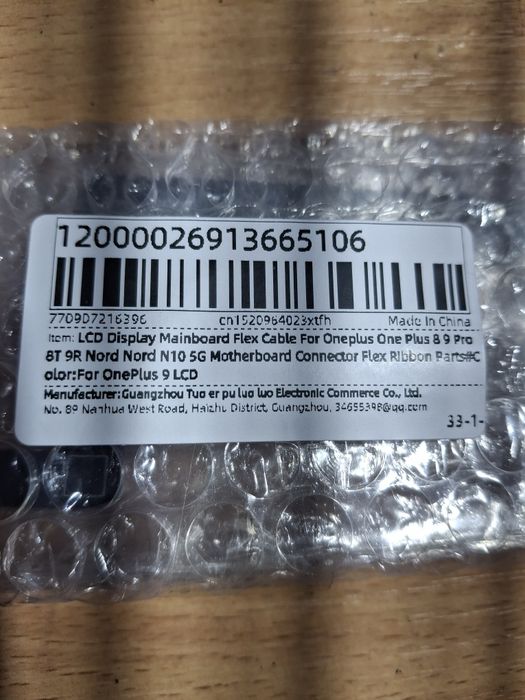 12000026913665106
7709D7216396 cn1520964023xtfh Made In China
Item: LCD Display Mainboard Flex Cable For Oneplus One Plus 8 9 Pro
8T 9R Nord Nord N10 5G Motherboard Connector Flex Ribbon Parts#C
olor:For OnePlus 9 LCD
Manufacturer:Guangzhou Tuo er pu luo luo Electronic Commerce Co., Ltd.
No. 89 Nanhua West Road, Haizhu District, Guangzhou, 34655398@qq.com
33-1-